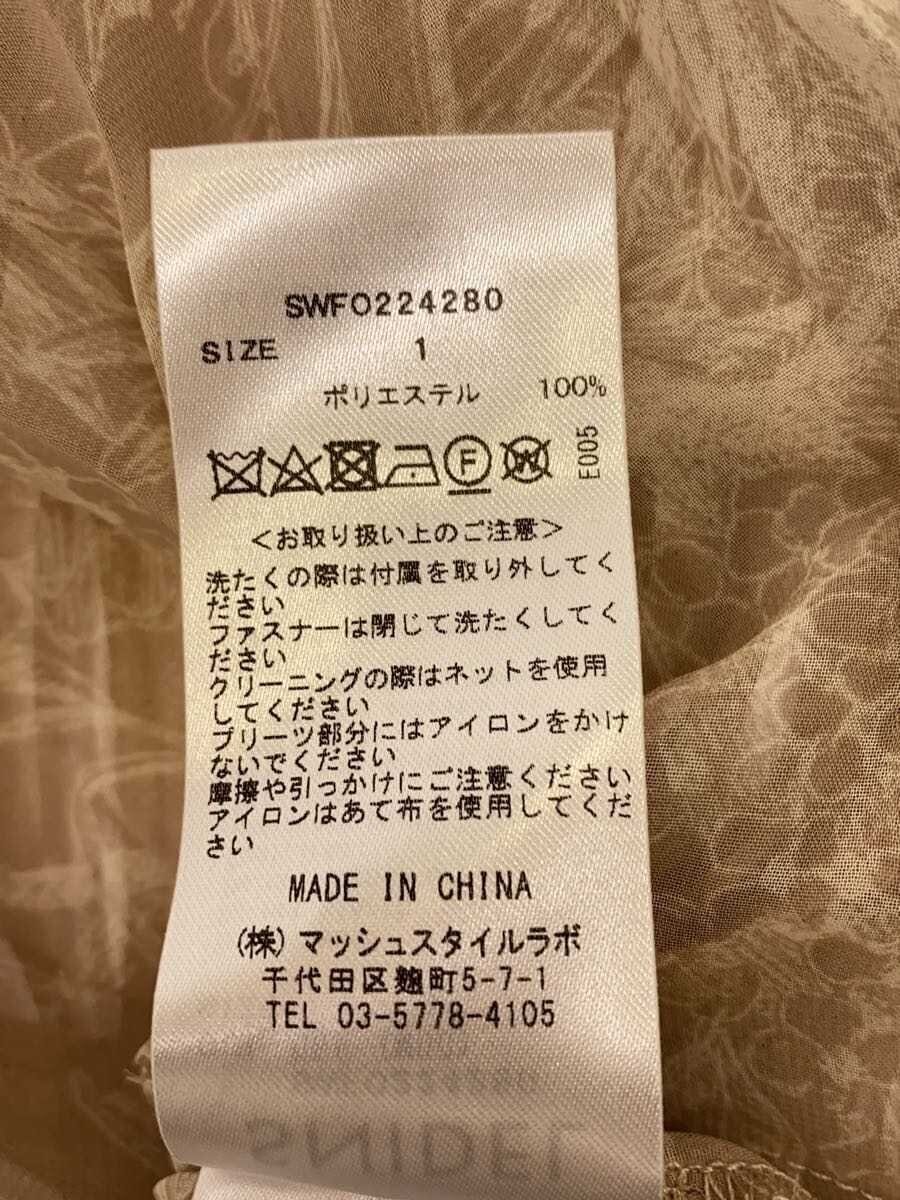 SWFO224280
SIZE 1
ポリエステル 100%
F
W
E005
<お取り扱い上のご注意>
洗たくの際は付属を取り外してく
ださい
ファスナーは閉じて洗たくしてく
ださい
クリーニングの際はネットを使用
してください
プリーツ部分にはアイロンをかけ
ないでください
摩擦や引っかけにご注意ください
アイロンはあて布を使用してくだ
さい
MADE IN CHINA
(株)マッシュスタイルラボ
千代田区麹町5-7-1
TEL 03-5778-4105
SNIDEL